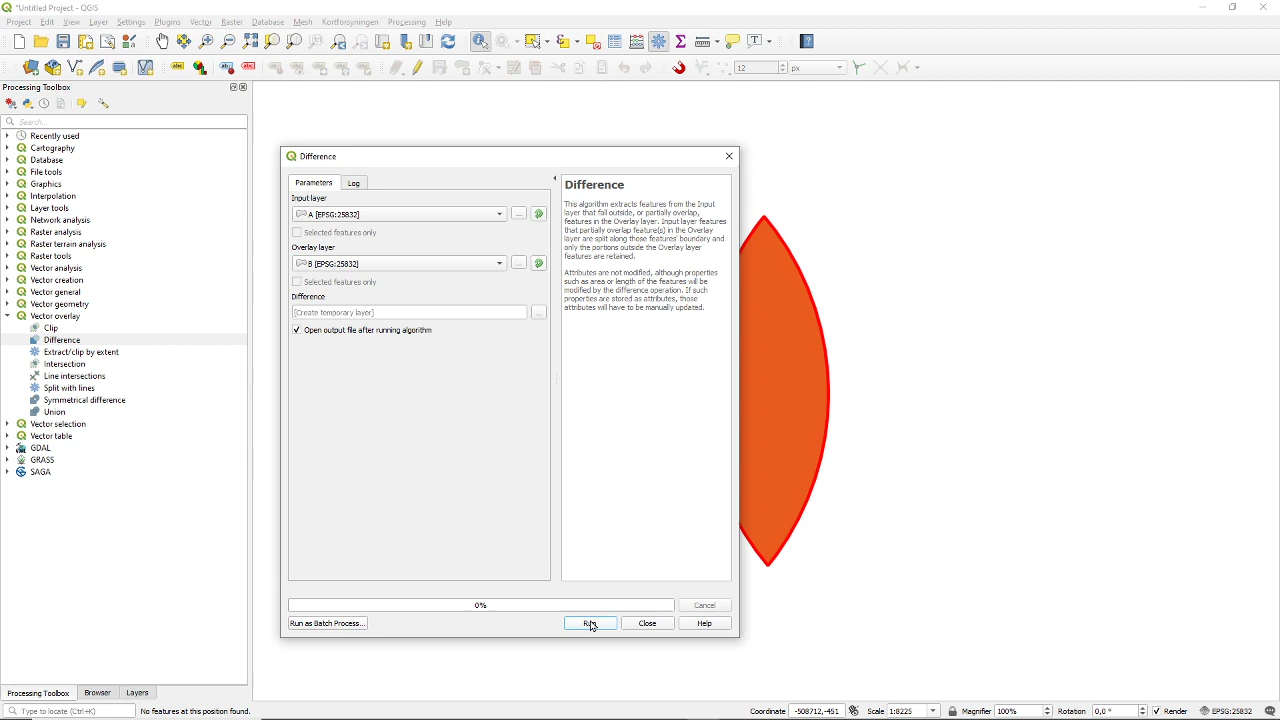 *Untitled Project - QGIS
Project Edit View Layer Settings Plugins Vector Raster Database Mesh Kortforsyningen Processing Help
12 px
Processing Toolbox
Search...
Recently used
Cartography
Database
File tools
Graphics
Interpolation
Layer tools
Network analysis
Raster analysis
Raster terrain analysis
Raster tools
Vector analysis
Vector creation
Vector general
Vector geometry
Vector overlay
Clip
Difference
Extract/clip by extent
Intersection
Line intersections
Split with lines
Symmetrical difference
Union
Vector selection
Vector table
GDAL
GRASS
SAGA
Difference
Parameters Log
Input layer
A [EPSG:25832]
Selected features only
Overlay layer
B [EPSG:25832]
Selected features only
Difference
[Create temporary layer]
Open output file after running algorithm
Difference
This algorithm extracts features from the Input
layer that fall outside, or partially overlap,
features in the Overlay layer. Input layer features
that partially overlap feature(s) in the Overlay
layer are split along those features' boundary and
only the portions outside the Overlay layer
features are retained.
Attributes are not modified, although properties
such as area or length of the features will be
modified by the difference operation. If such
properties are stored as attributes, those
attributes will have to be manually updated.
0%
Cancel
Run as Batch Process...
Run
Close
Help
Processing Toolbox Browser Layers
Type to locate (Ctrl+K) No features at this position found. Coordinate -508712,-451 Scale 1:8225 Magnifier 100% Rotation 0,0 ° Render EPSG:25832